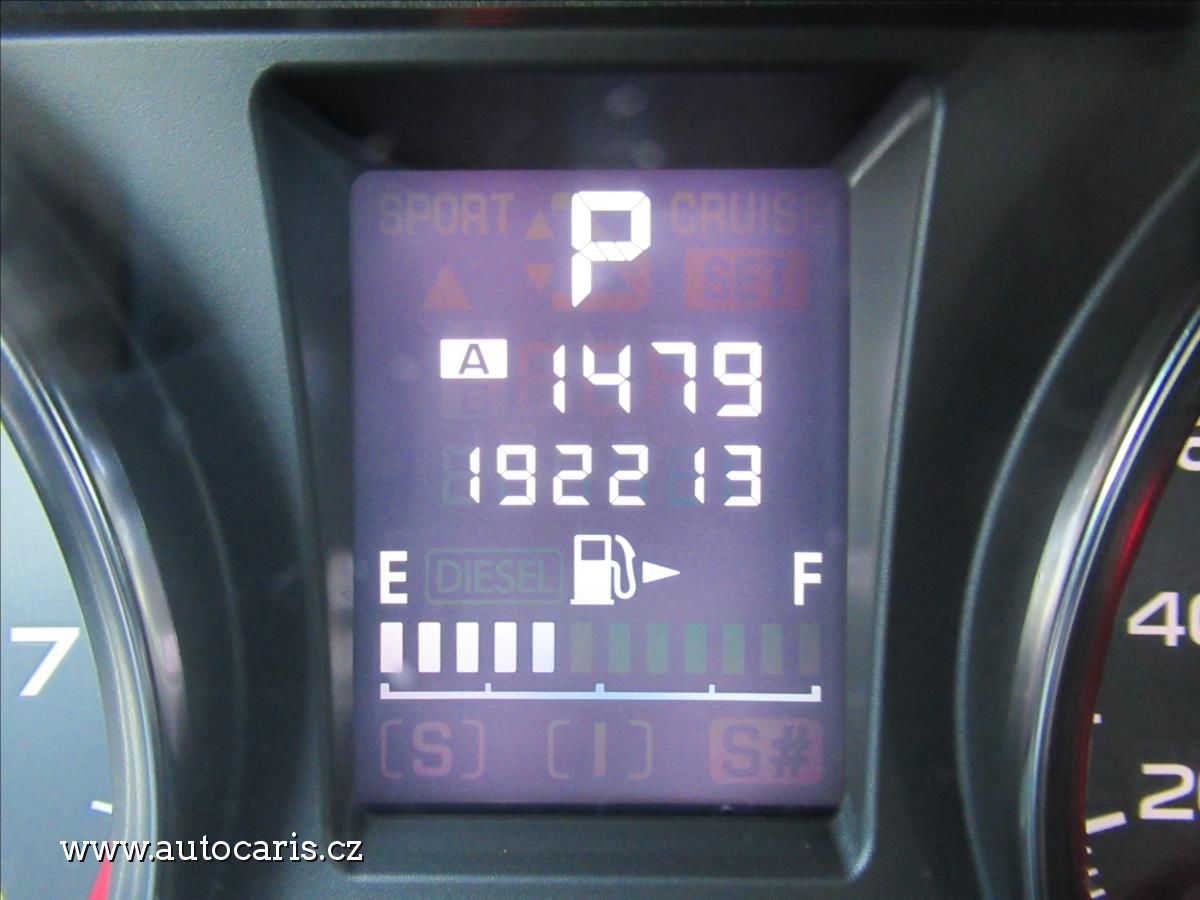 SPORT P CRUISE
SET
A 1479
192213
E DIESEL F
7
40
[S] [I] S#
20
www.autocaris.cz